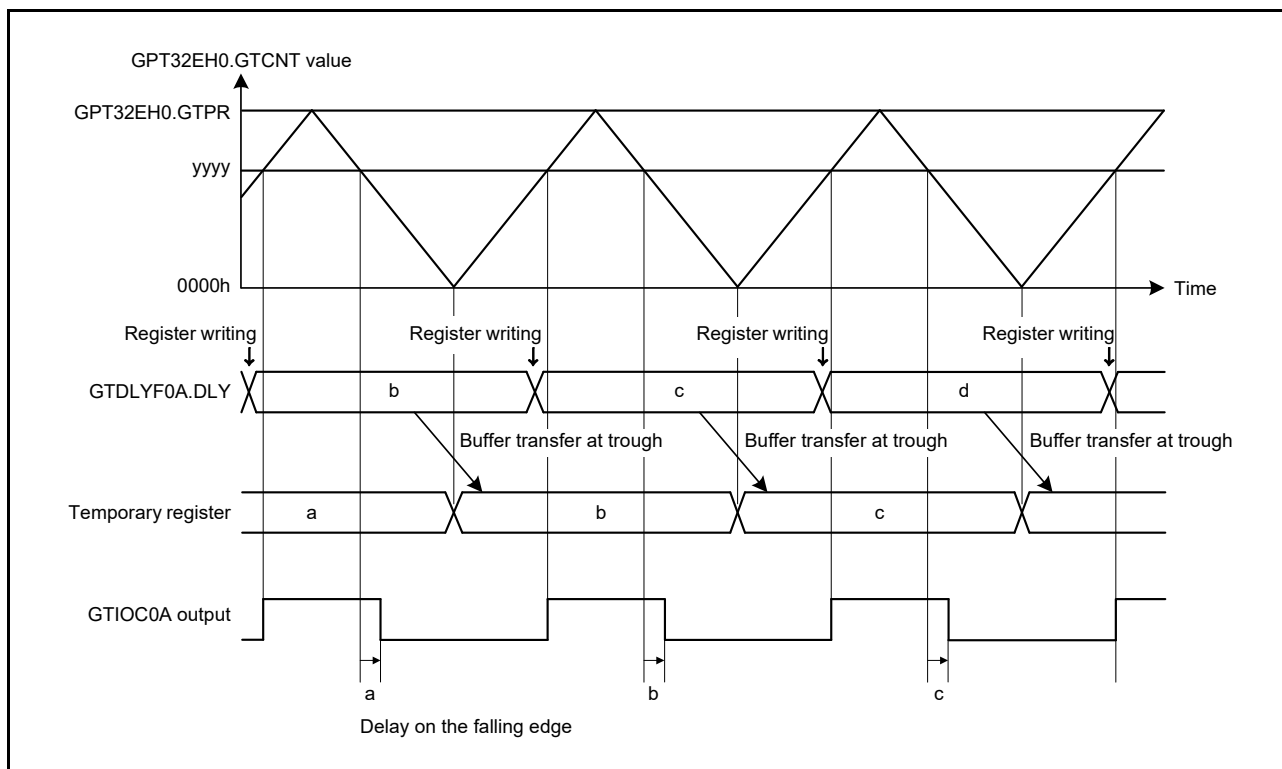 GPT32EH0.GTCNT value
GPT32EH0.GTPR
yyyy
0000h
Time
Register writing
Register writing
Register writing
Register writing
GTDLYF0A.DLY
b
c
d
Buffer transfer at trough
Buffer transfer at trough
Buffer transfer at trough
Temporary register
a
b
c
GTIOC0A output
a
b
c
Delay on the falling edge